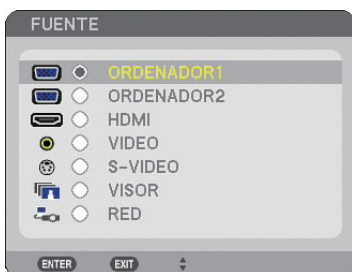 FUENTE
ORDENADOR1
ORDENADOR2
HDMI
VIDEO
S-VIDEO
VISOR
RED
ENTER EXIT